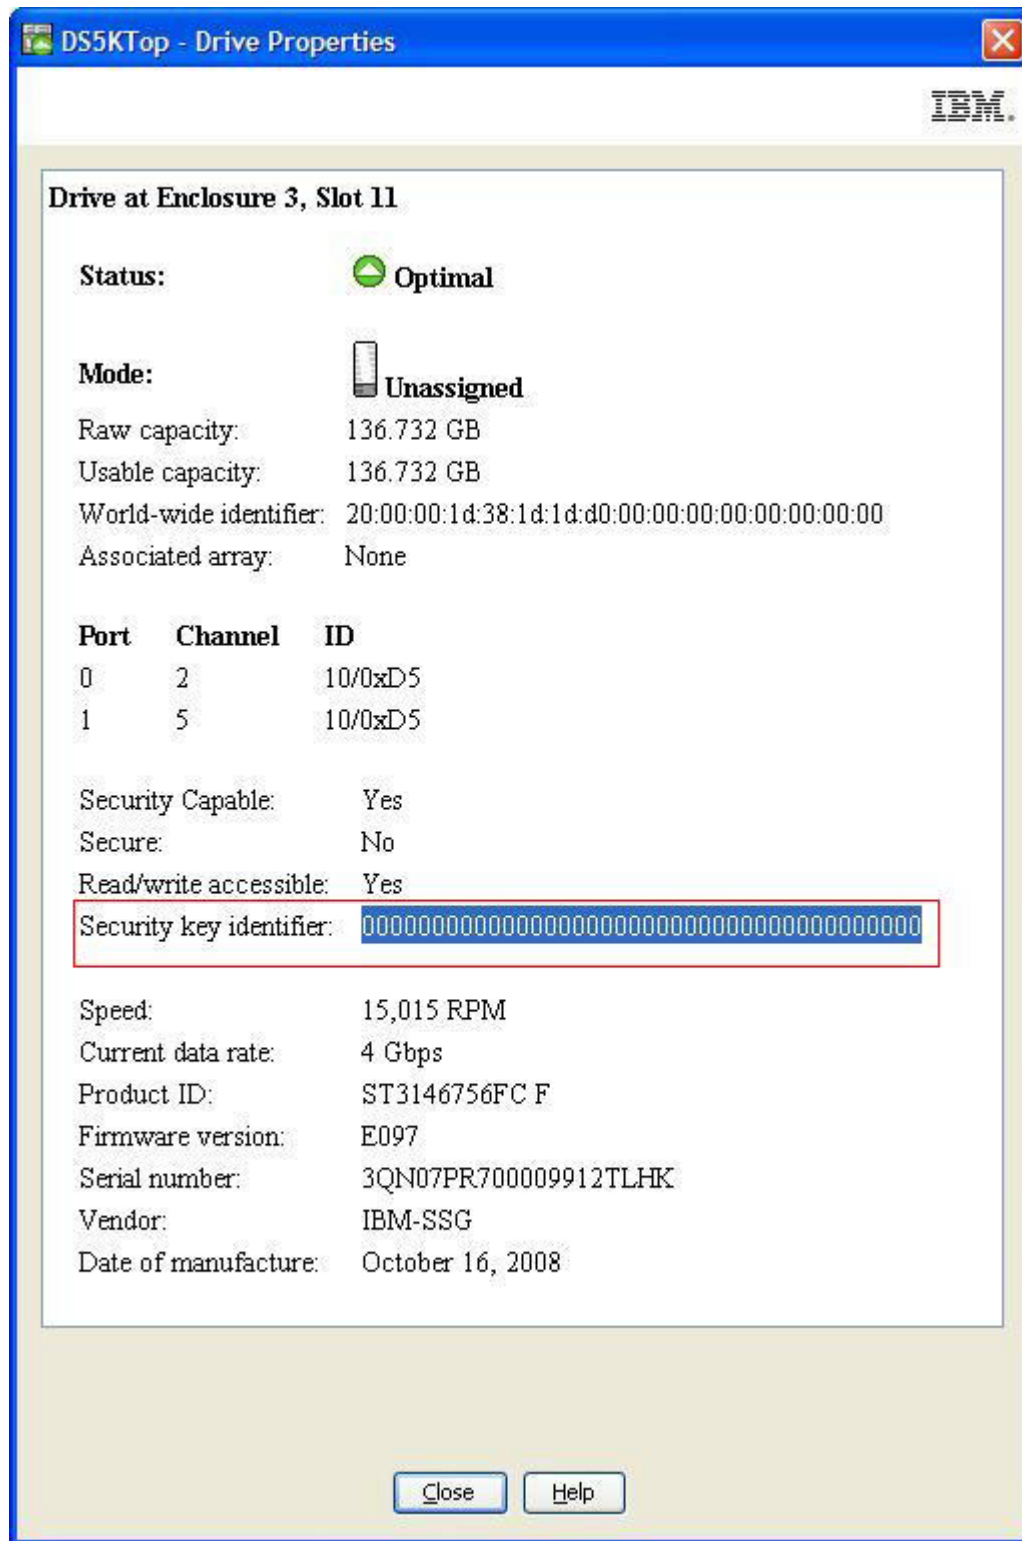 DS5KTop - Drive Properties
IBM.
Drive at Enclosure 3, Slot 11
Status: Optimal
Mode: Unassigned
Raw capacity: 136.732 GB
Usable capacity: 136.732 GB
World-wide identifier: 20:00:00:1d:38:1d:1d:d0:00:00:00:00:00:00:00:00
Associated array: None
Port Channel ID
0 2 10/0xD5
1 5 10/0xD5
Security Capable: Yes
Secure: No
Read/write accessible: Yes
Security key identifier: 0000000000000000000000000000000000000000
Speed: 15,015 RPM
Current data rate: 4 Gbps
Product ID: ST3146756FC F
Firmware version: E097
Serial number: 3QN07PR700009912TLHK
Vendor: IBM-SSG
Date of manufacture: October 16, 2008
Close Help